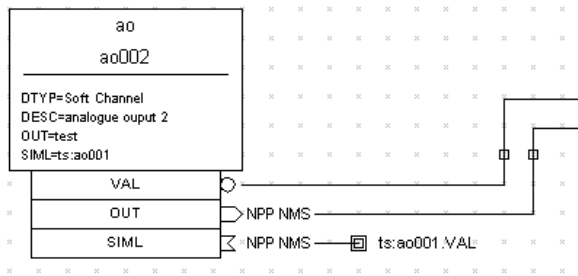 ao
ao002
DTYP=Soft Channel
DESC=analogue ouput 2
OUT=test
SIML=ts:ao001
VAL
OUT NPP NMS
SIML NPP NMS ts:ao001.VAL